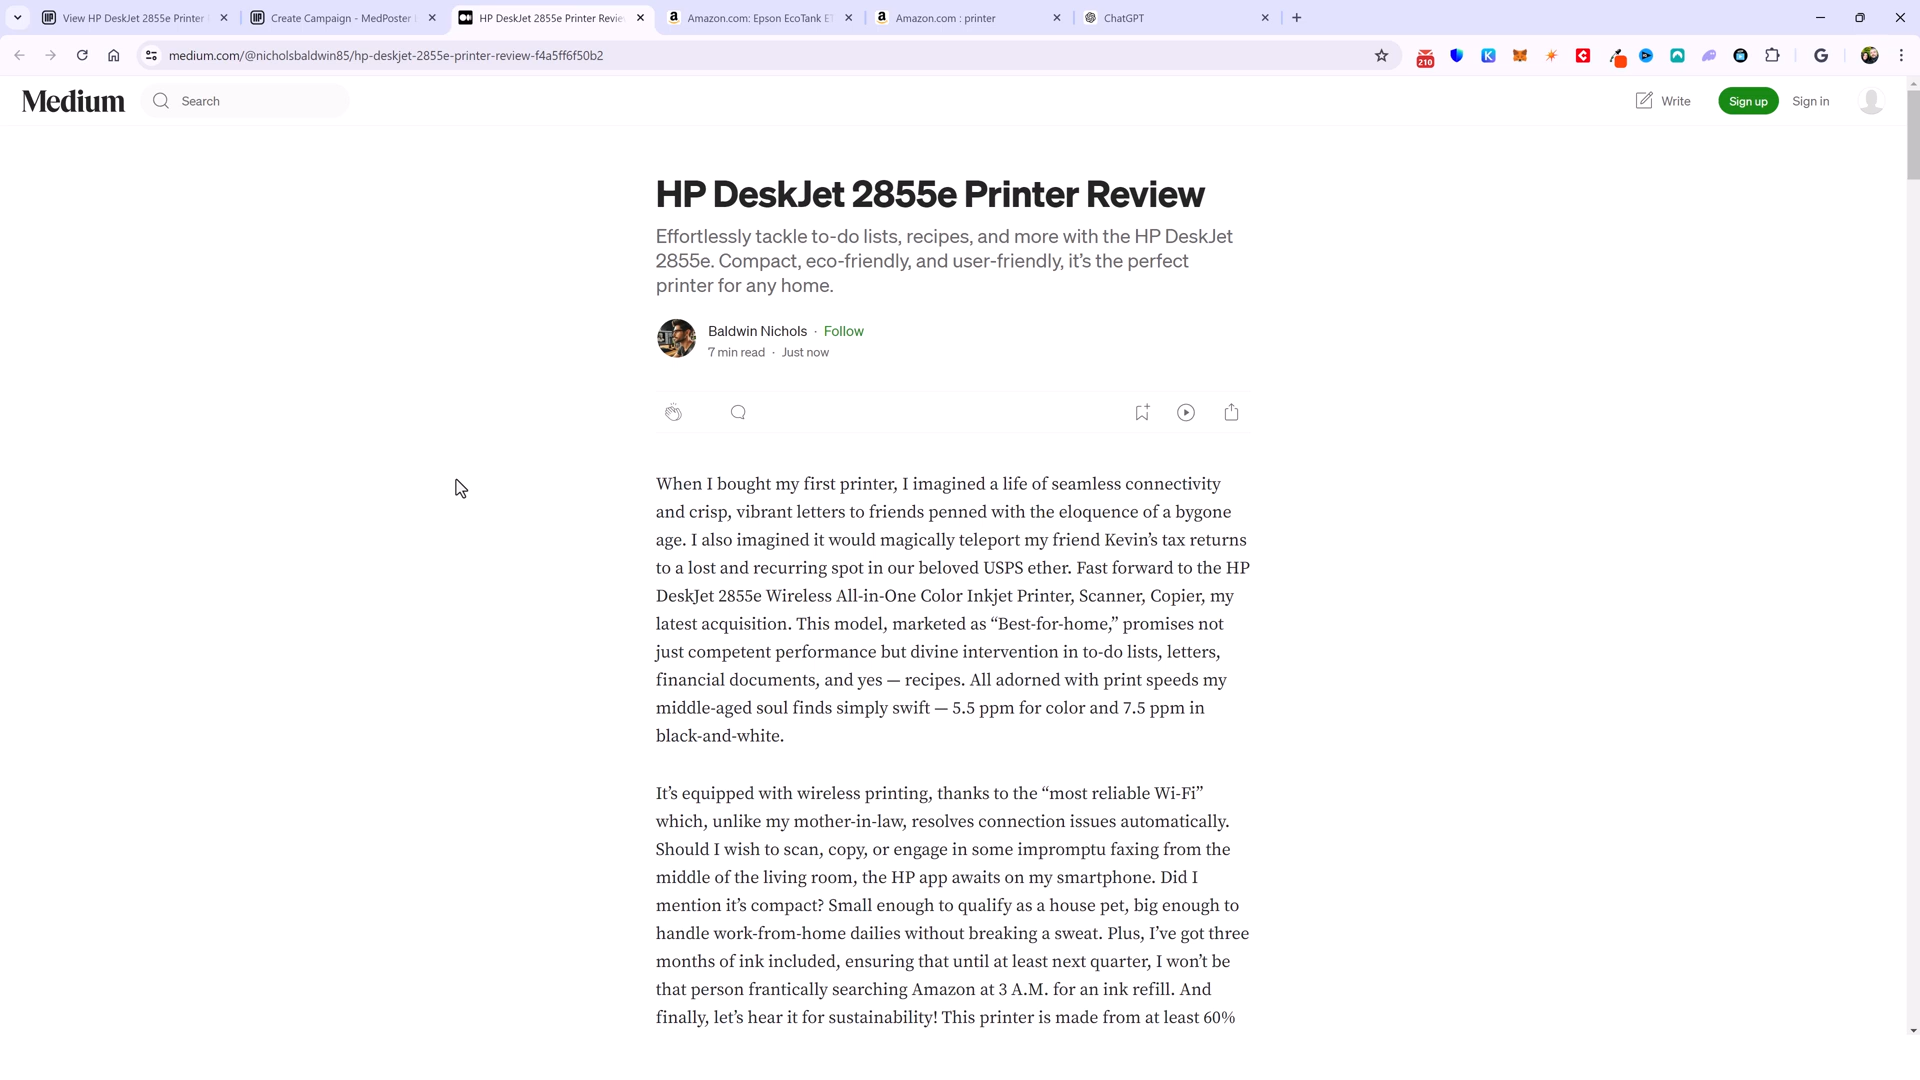 View HP DeskJet 2855e Printer
Create Campaign - MedPoster
HP DeskJet 2855e Printer Revie
Amazon.com: Epson EcoTank ET
Amazon.com : printer
ChatGPT
medium.com/@nicholsbaldwin85/hp-deskjet-2855e-printer-review-f4a5ff6f50b2
210
Medium
Search
Write
Sign up
Sign in
HP DeskJet 2855e Printer Review
Effortlessly tackle to-do lists, recipes, and more with the HP DeskJet
2855e. Compact, eco-friendly, and user-friendly, it’s the perfect
printer for any home.
Baldwin Nichols · Follow
7 min read · Just now
When I bought my first printer, I imagined a life of seamless connectivity
and crisp, vibrant letters to friends penned with the eloquence of a bygone
age. I also imagined it would magically teleport my friend Kevin’s tax returns
to a lost and recurring spot in our beloved USPS ether. Fast forward to the HP
DeskJet 2855e Wireless All-in-One Color Inkjet Printer, Scanner, Copier, my
latest acquisition. This model, marketed as “Best-for-home,” promises not
just competent performance but divine intervention in to-do lists, letters,
financial documents, and yes — recipes. All adorned with print speeds my
middle-aged soul finds simply swift — 5.5 ppm for color and 7.5 ppm in
black-and-white.
It’s equipped with wireless printing, thanks to the “most reliable Wi-Fi”
which, unlike my mother-in-law, resolves connection issues automatically.
Should I wish to scan, copy, or engage in some impromptu faxing from the
middle of the living room, the HP app awaits on my smartphone. Did I
mention it’s compact? Small enough to qualify as a house pet, big enough to
handle work-from-home dailies without breaking a sweat. Plus, I’ve got three
months of ink included, ensuring that until at least next quarter, I won’t be
that person frantically searching Amazon at 3 A.M. for an ink refill. And
finally, let’s hear it for sustainability! This printer is made from at least 60%